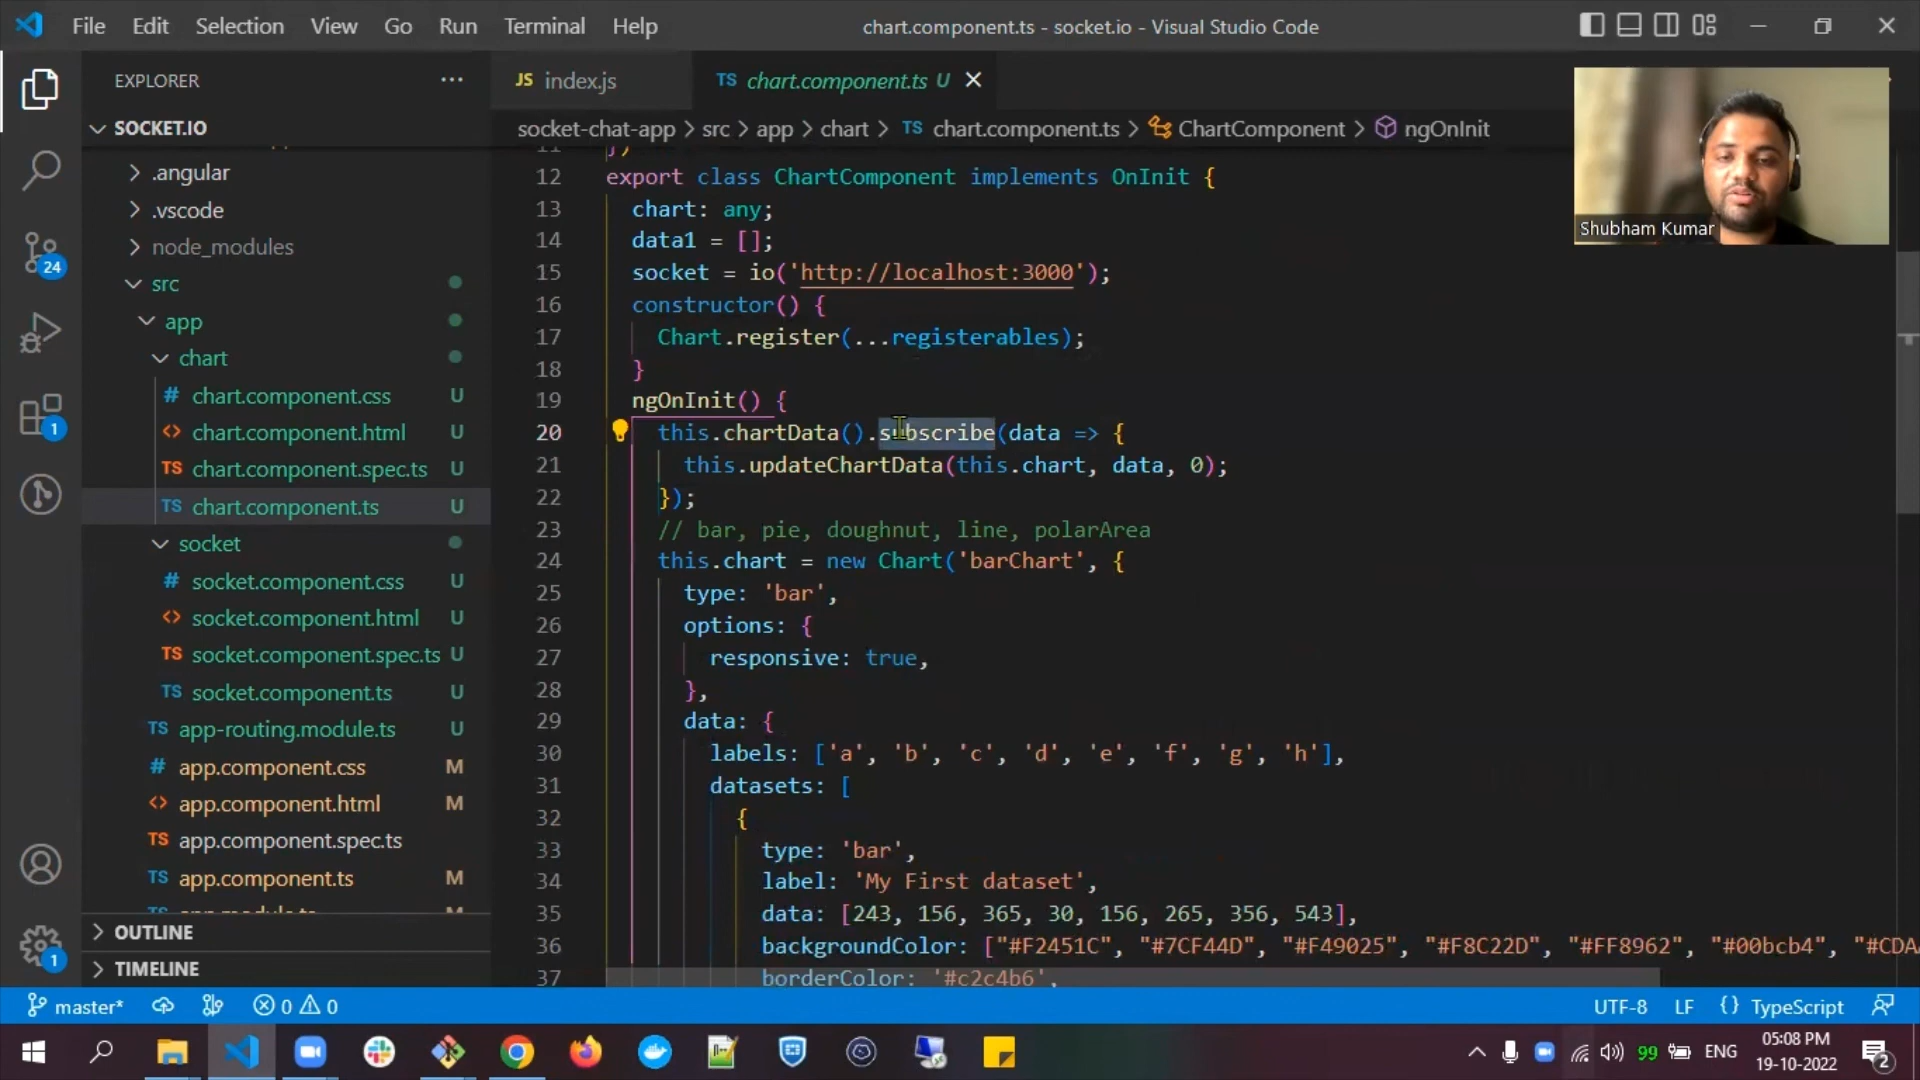 File Edit Selection View Go Run Terminal Help
chart.component.ts - socket.io - Visual Studio Code
EXPLORER
SOCKET.IO
.angular
.vscode
node_modules
src
app
chart
# chart.component.css U
<> chart.component.html U
TS chart.component.spec.ts U
TS chart.component.ts U
socket
# socket.component.css U
<> socket.component.html U
TS socket.component.spec.ts U
TS socket.component.ts U
TS app-routing.module.ts U
# app.component.css M
<> app.component.html M
TS app.component.spec.ts
TS app.component.ts M
OUTLINE
TIMELINE
24
1
1
JS index.js
TS chart.component.ts U
socket-chat-app > src > app > chart > TS chart.component.ts > ChartComponent > ngOnInit
12 export class ChartComponent implements OnInit {
13 chart: any;
14 data1 = [];
15 socket = io('http://localhost:3000');
16 constructor() {
17 Chart.register(...registerables);
18 }
19 ngOnInit() {
20 this.chartData().subscribe(data => {
21 this.updateChartData(this.chart, data, 0);
22 });
23 // bar, pie, doughnut, line, polarArea
24 this.chart = new Chart('barChart', {
25 type: 'bar',
26 options: {
27 responsive: true,
28 },
29 data: {
30 labels: ['a', 'b', 'c', 'd', 'e', 'f', 'g', 'h'],
31 datasets: [
32 {
33 type: 'bar',
34 label: 'My First dataset',
35 data: [243, 156, 365, 30, 156, 265, 356, 543],
36 backgroundColor: ["#F2451C", "#7CF44D", "#F49025", "#F8C22D", "#FF8962", "#00bcb4", "#CDA
37 borderColor: '#c2c4b6',
Shubham Kumar
master* 0 0
UTF-8 LF {} TypeScript
99 ENG
05:08 PM
19-10-2022
2